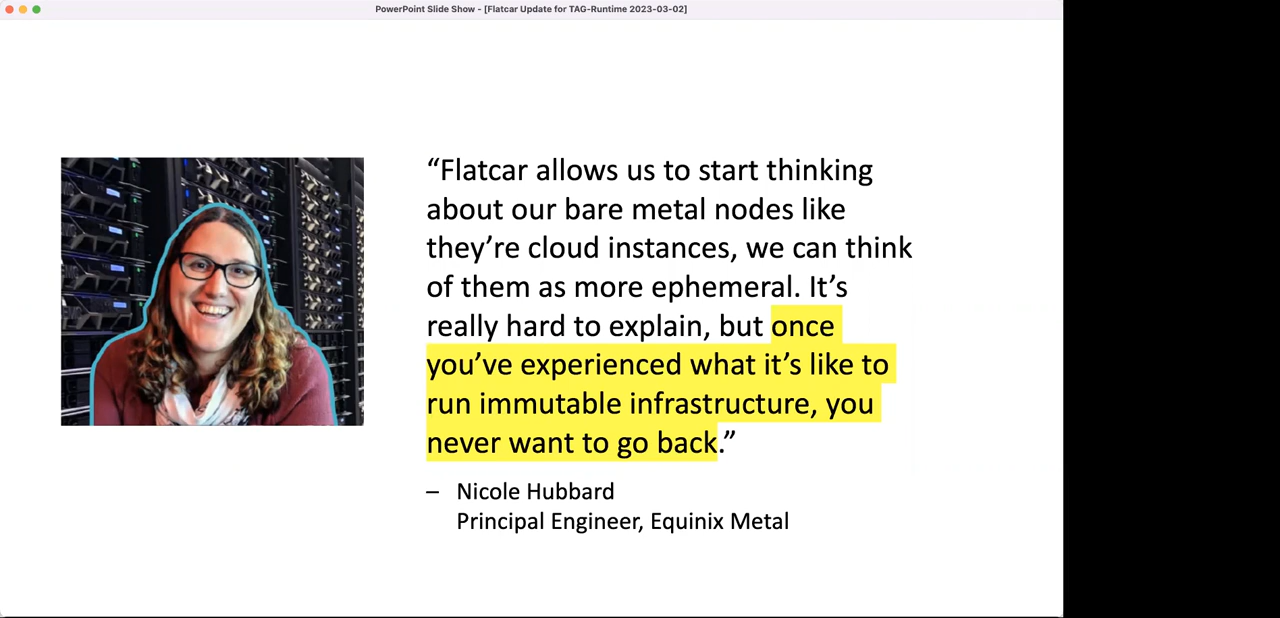 PowerPoint Slide Show - [Flatcar Update for TAG-Runtime 2023-03-02]
“Flatcar allows us to start thinking
about our bare metal nodes like
they’re cloud instances, we can think
of them as more ephemeral. It’s
really hard to explain, but once
you’ve experienced what it’s like to
run immutable infrastructure, you
never want to go back.”
– Nicole Hubbard
Principal Engineer, Equinix Metal